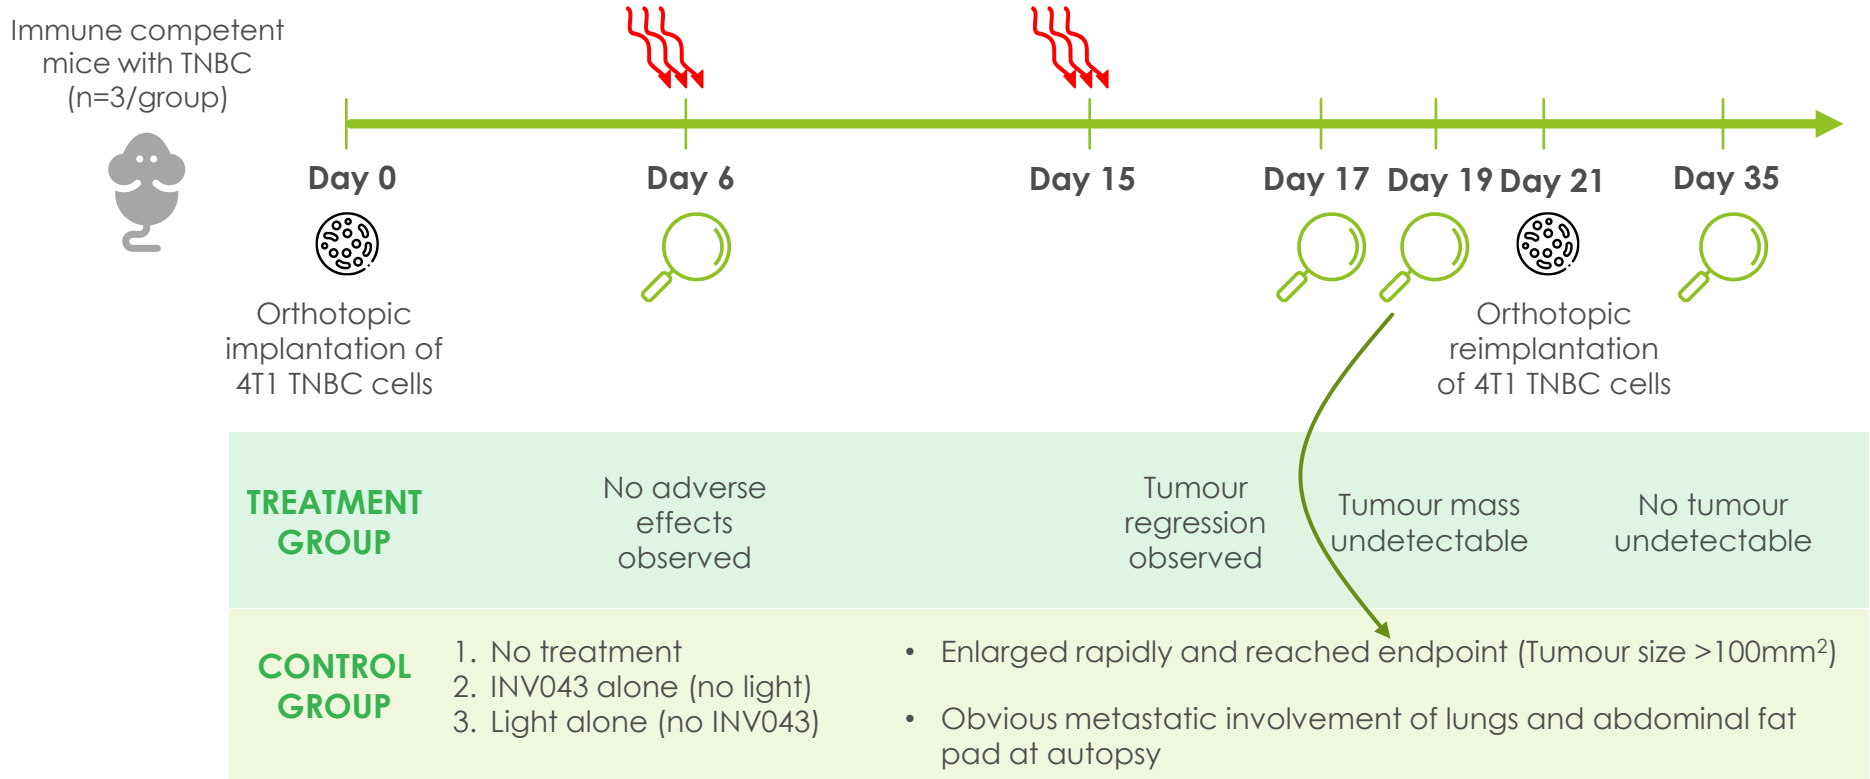 Immune competent
mice with TNBC
(n=3/group)
Day 0
Day 6
Day 15
Day 17
Day 19
Day 21
Day 35
Orthotopic
implantation of
4T1 TNBC cells
Orthotopic
reimplantation
of 4T1 TNBC cells
TREATMENT
GROUP
No adverse
effects
observed
Tumour
regression
observed
Tumour mass
undetectable
No tumour
undetectable
CONTROL
GROUP
1. No treatment
2. INV043 alone (no light)
3. Light alone (no INV043)
• Enlarged rapidly and reached endpoint (Tumour size >100mm²)
• Obvious metastatic involvement of lungs and abdominal fat
pad at autopsy